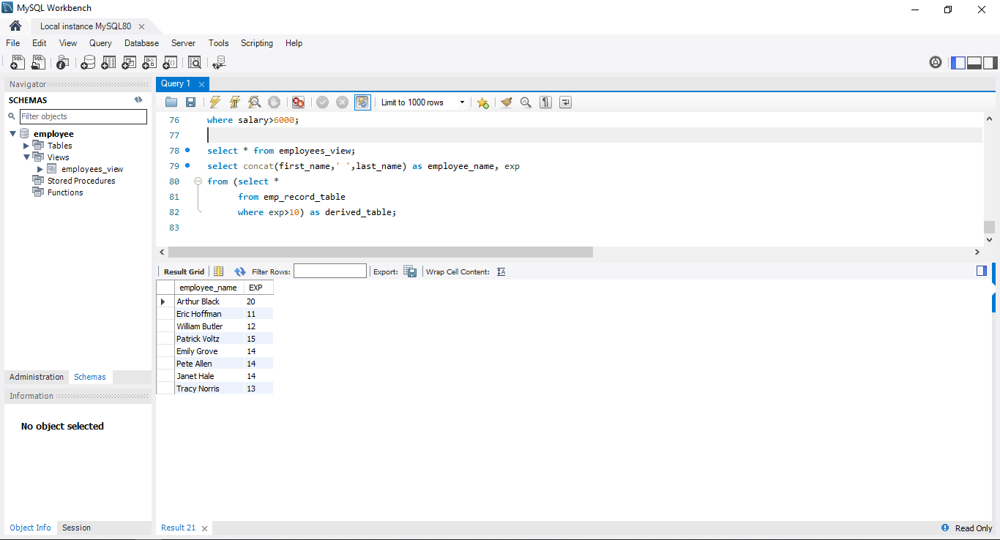 MySQL Workbench
Local instance MySQL80
File Edit View Query Database Server Tools Scripting Help
Navigator
SCHEMAS
Filter objects
employee
Tables
Views
employees_view
Stored Procedures
Functions
Administration Schemas
Information
No object selected
Object Info Session
Query 1
Limit to 1000 rows
76 where salary>6000;
77
78 select * from employees_view;
79 select concat(first_name,' ',last_name) as employee_name, exp
80 from (select *
81 from emp_record_table
82 where exp>10) as derived_table;
83
Result Grid Filter Rows: Export: Wrap Cell Content:
employee_name EXP
Arthur Black 20
Eric Hoffman 11
William Butler 12
Patrick Voltz 15
Emily Grove 14
Pete Allen 14
Janet Hale 14
Tracy Norris 13
Result 21
Read Only